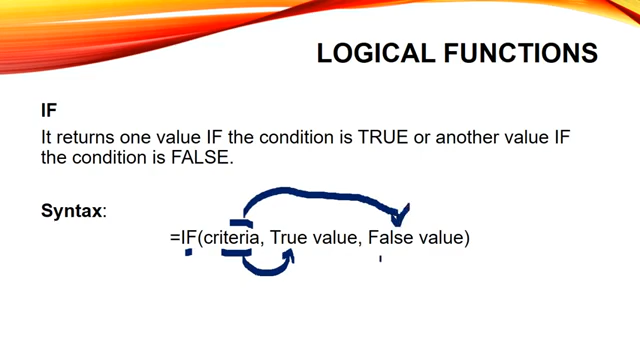 LOGICAL FUNCTIONS
IF
It returns one value IF the condition is TRUE or another value IF
the condition is FALSE.
Syntax:
=IF(criteria, True value, False value)